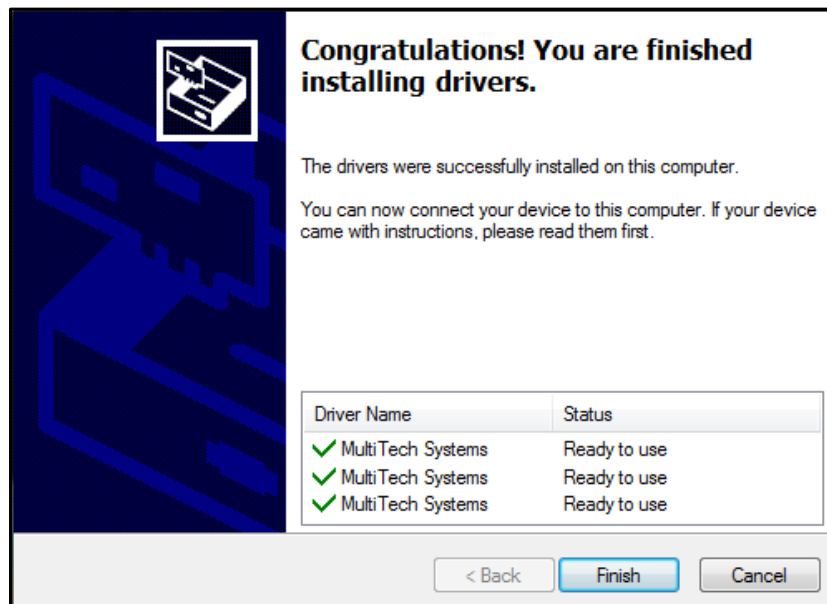 Congratulations! You are finished
installing drivers.
The drivers were successfully installed on this computer.
You can now connect your device to this computer. If your device
came with instructions, please read them first.
Driver Name Status
MultiTech Systems Ready to use
MultiTech Systems Ready to use
MultiTech Systems Ready to use
< Back Finish Cancel